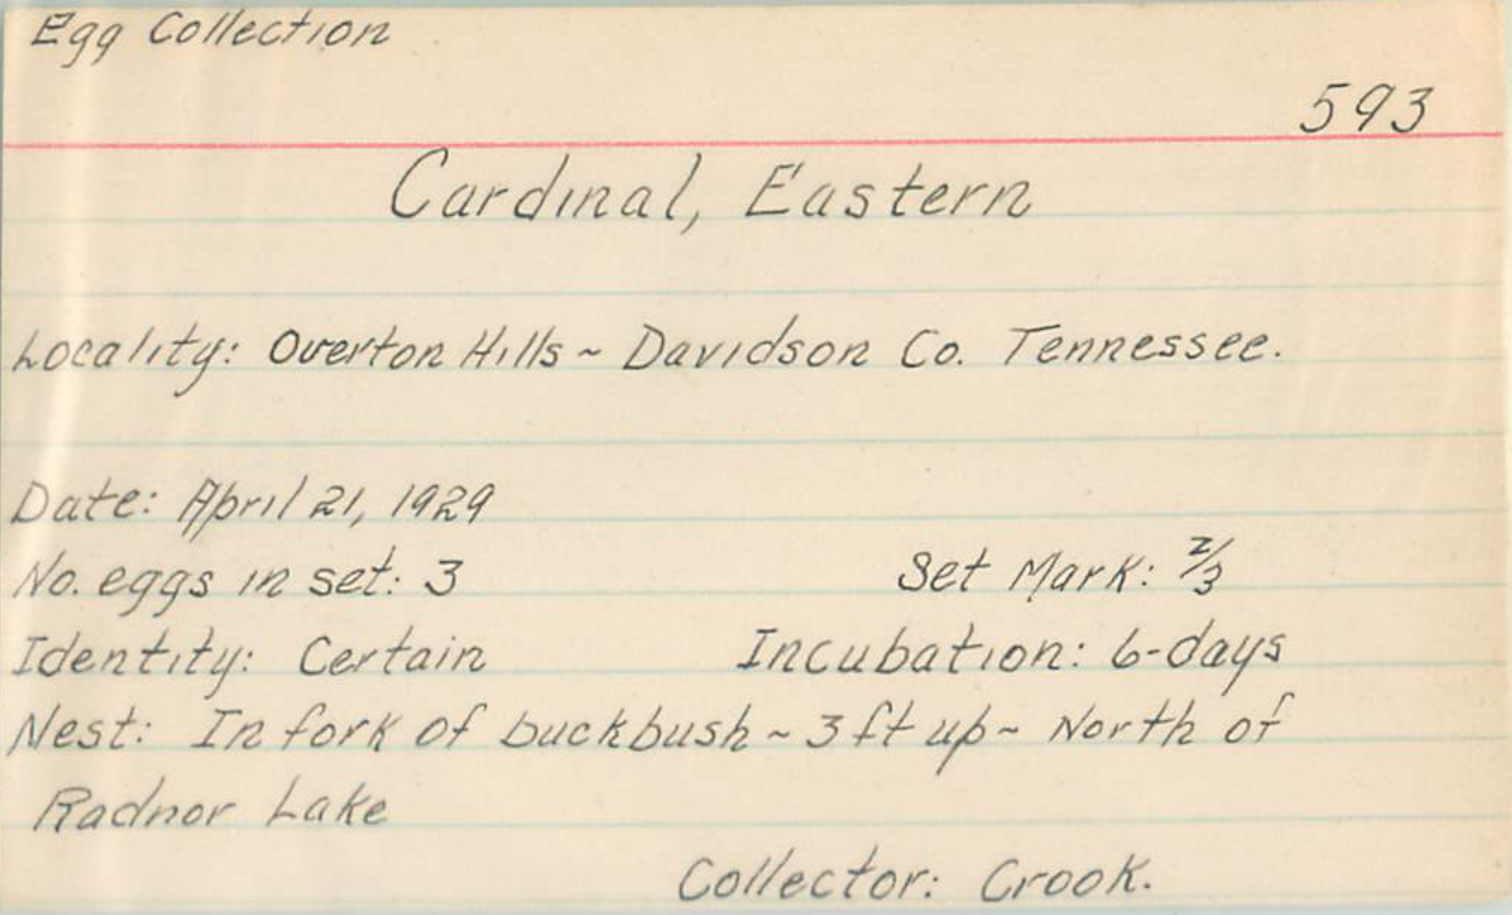 Egg Collection
593
Cardinal, Eastern
Locality: Overton Hills ~ Davidson Co. Tennessee.
Date: April 21, 1929
No. eggs in set: 3 Set Mark: 2/3
Identity: Certain Incubation: 6-days
Nest: In fork of buckbush ~ 3 ft up ~ North of
Radnor Lake
Collector: Crook.